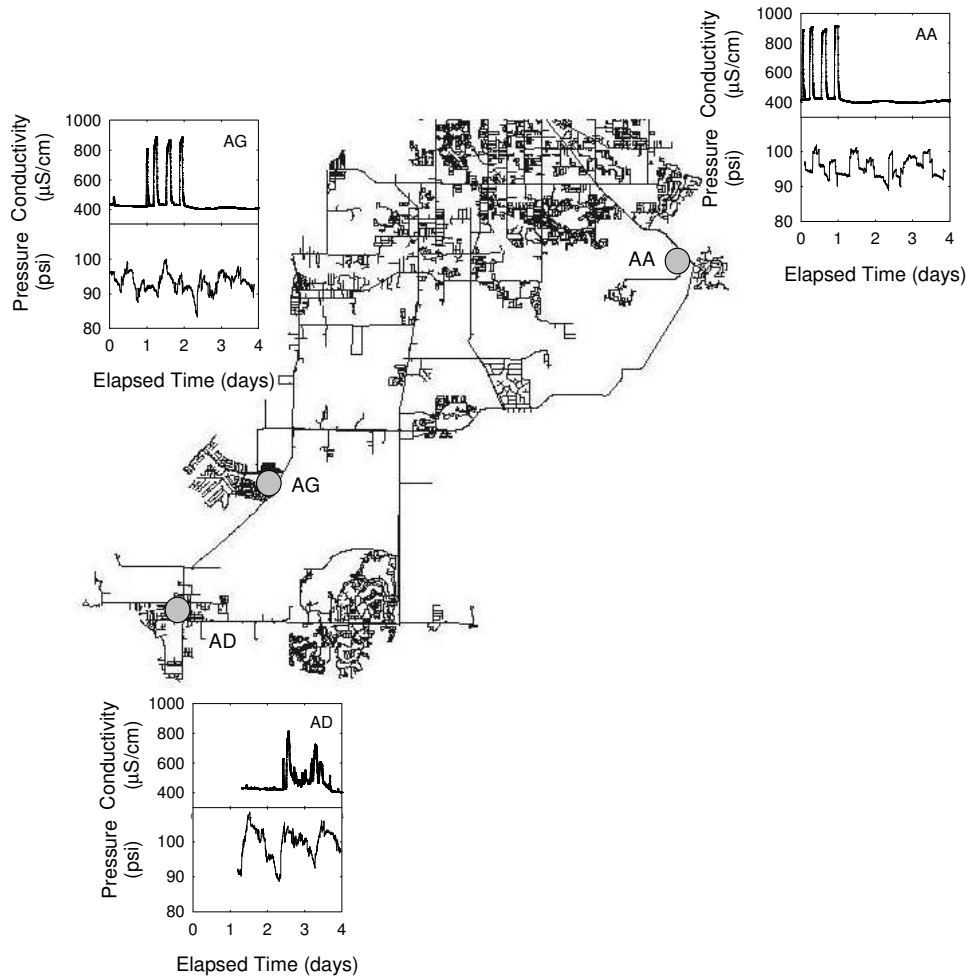 1000
800
600
400
Conductivity
(µS/cm)
AA
100
90
80
Pressure
(psi)
0 1 2 3 4
Elapsed Time (days)
1000
800
600
400
Conductivity
(µS/cm)
AG
100
90
80
Pressure
(psi)
0 1 2 3 4
Elapsed Time (days)
AA
AG
AD
1000
800
600
400
Conductivity
(µS/cm)
AD
100
90
80
Pressure
(psi)
0 1 2 3 4
Elapsed Time (days)